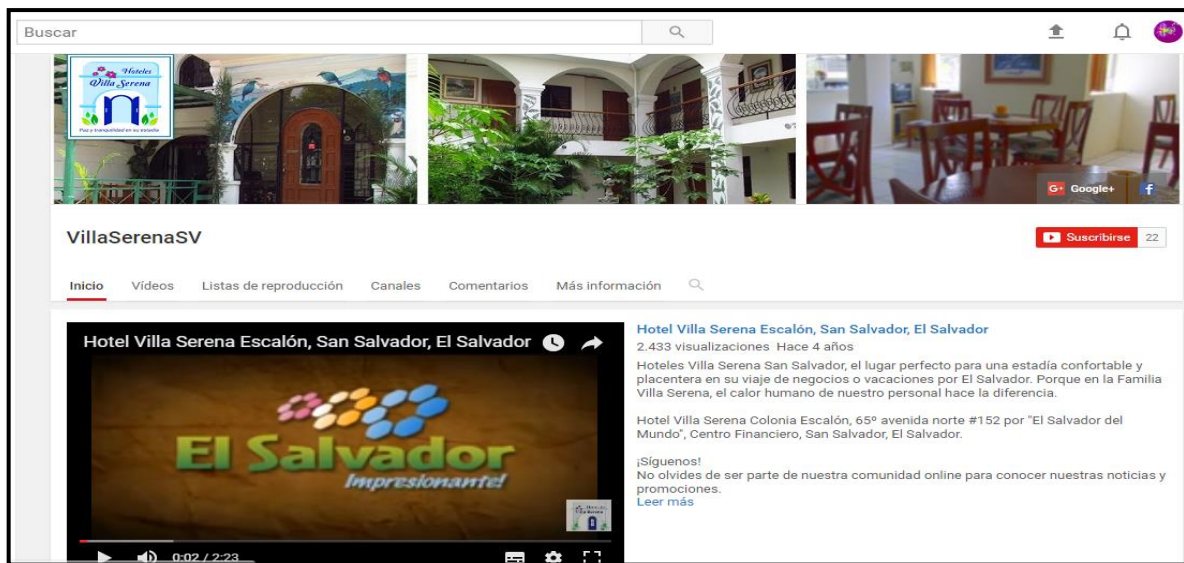 Buscar
Hoteles
Villa Serena
Paz y tranquilidad en su estadía
G+ Google+
VillaSerenaSV
Suscribirse 22
Inicio Vídeos Listas de reproducción Canales Comentarios Más información
Hotel Villa Serena Escalón, San Salvador, El Salvador
El Salvador
Impresionante!
0:02 / 2:23
Hotel Villa Serena Escalón, San Salvador, El Salvador
2.433 visualizaciones Hace 4 años
Hoteles Villa Serena San Salvador, el lugar perfecto para una estadía confortable y
placentera en su viaje de negocios o vacaciones por El Salvador. Porque en la Familia
Villa Serena, el calor humano de nuestro personal hace la diferencia.
Hotel Villa Serena Colonia Escalón, 65º avenida norte #152 por "El Salvador del
Mundo", Centro Financiero, San Salvador, El Salvador.
¡Síguenos!
No olvides de ser parte de nuestra comunidad online para conocer nuestras noticias y
promociones.
Leer más